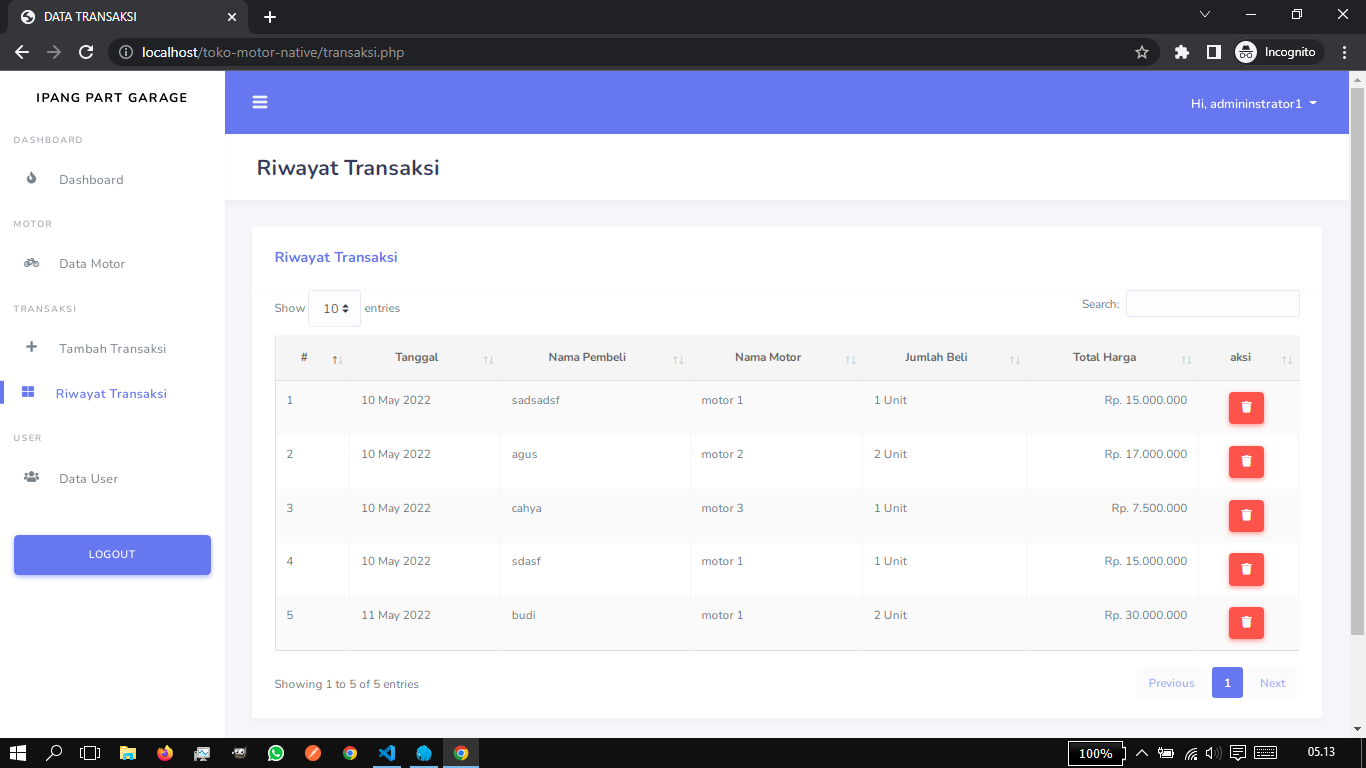 DATA TRANSAKSI
localhost/toko-motor-native/transaksi.php
Incognito
IPANG PART GARAGE
Hi, admininstrator1
DASHBOARD
Dashboard
MOTOR
Data Motor
TRANSAKSI
Tambah Transaksi
Riwayat Transaksi
USER
Data User
LOGOUT
Riwayat Transaksi
Riwayat Transaksi
Show 10 entries
Search:
# Tanggal Nama Pembeli Nama Motor Jumlah Beli Total Harga aksi
1 10 May 2022 sadsadsf motor 1 1 Unit Rp. 15.000.000
2 10 May 2022 agus motor 2 2 Unit Rp. 17.000.000
3 10 May 2022 cahya motor 3 1 Unit Rp. 7.500.000
4 10 May 2022 sdasf motor 1 1 Unit Rp. 15.000.000
5 11 May 2022 budi motor 1 2 Unit Rp. 30.000.000
Showing 1 to 5 of 5 entries
Previous 1 Next
100%
05.13